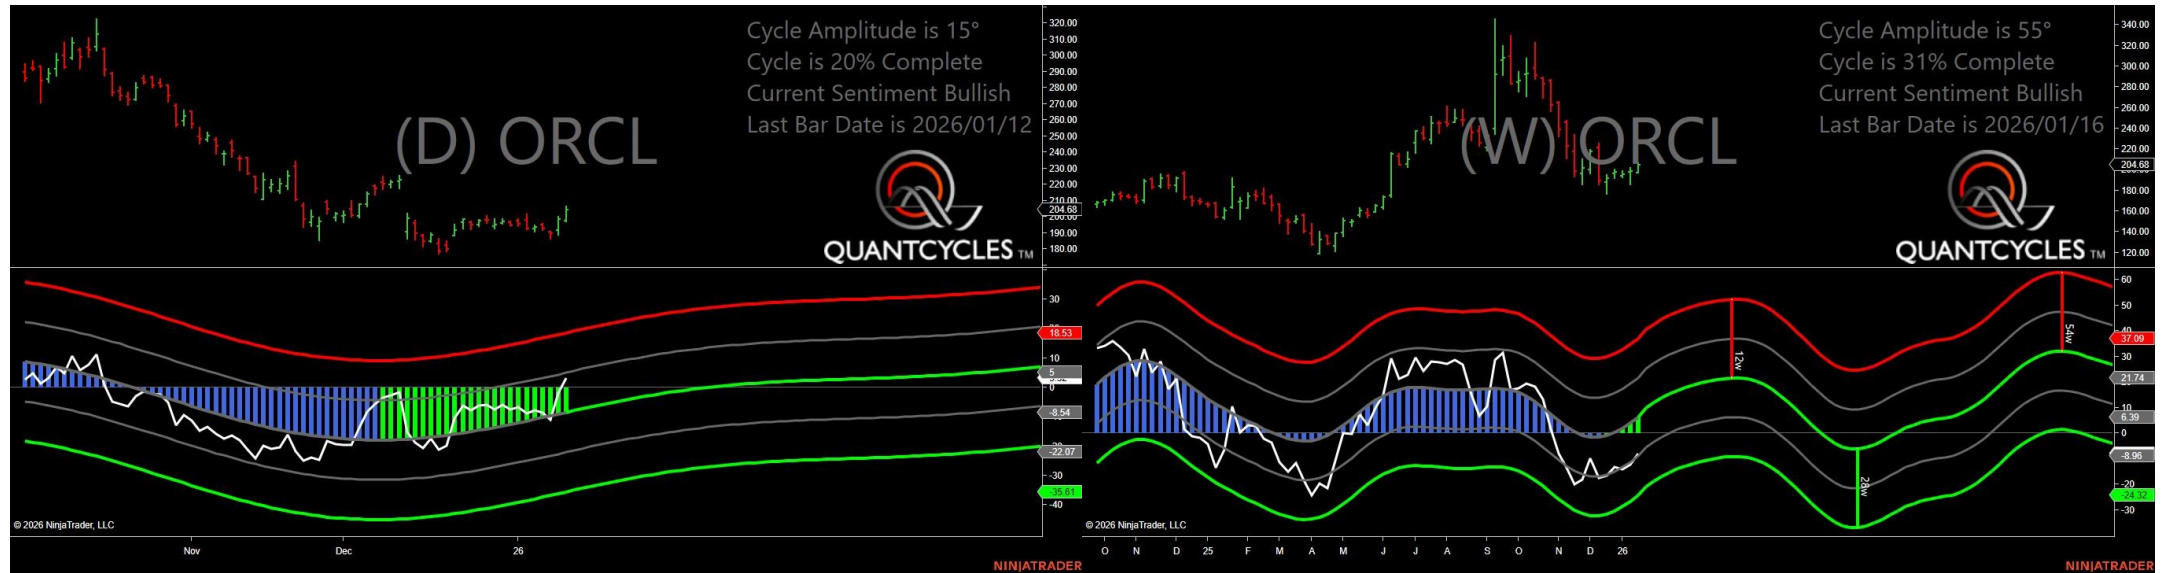 Cycle Amplitude is 15°
Cycle is 20% Complete
Current Sentiment Bullish
Last Bar Date is 2026/01/12
(D) ORCL
QUANTCYCLES TM
320.00
310.00
300.00
290.00
280.00
270.00
260.00
250.00
240.00
230.00
220.00
210.00
204.68
200.00
190.00
180.00
30
18.53
10
5
0
-8.54
-22.07
-30
-35.61
-40
© 2026 NinjaTrader, LLC
Nov
Dec
26
NINJATRADER
Cycle Amplitude is 55°
Cycle is 31% Complete
Current Sentiment Bullish
Last Bar Date is 2026/01/16
(W) ORCL
QUANTCYCLES TM
340.00
320.00
300.00
280.00
260.00
240.00
220.00
204.68
180.00
160.00
140.00
120.00
60
50
40
37.09
30
21.74
10
6.39
0
-8.96
-20
-24.32
-30
12w
28w
54w
© 2026 NinjaTrader, LLC
O N D 25 F M A M J J A S O N D 26
NINJATRADER